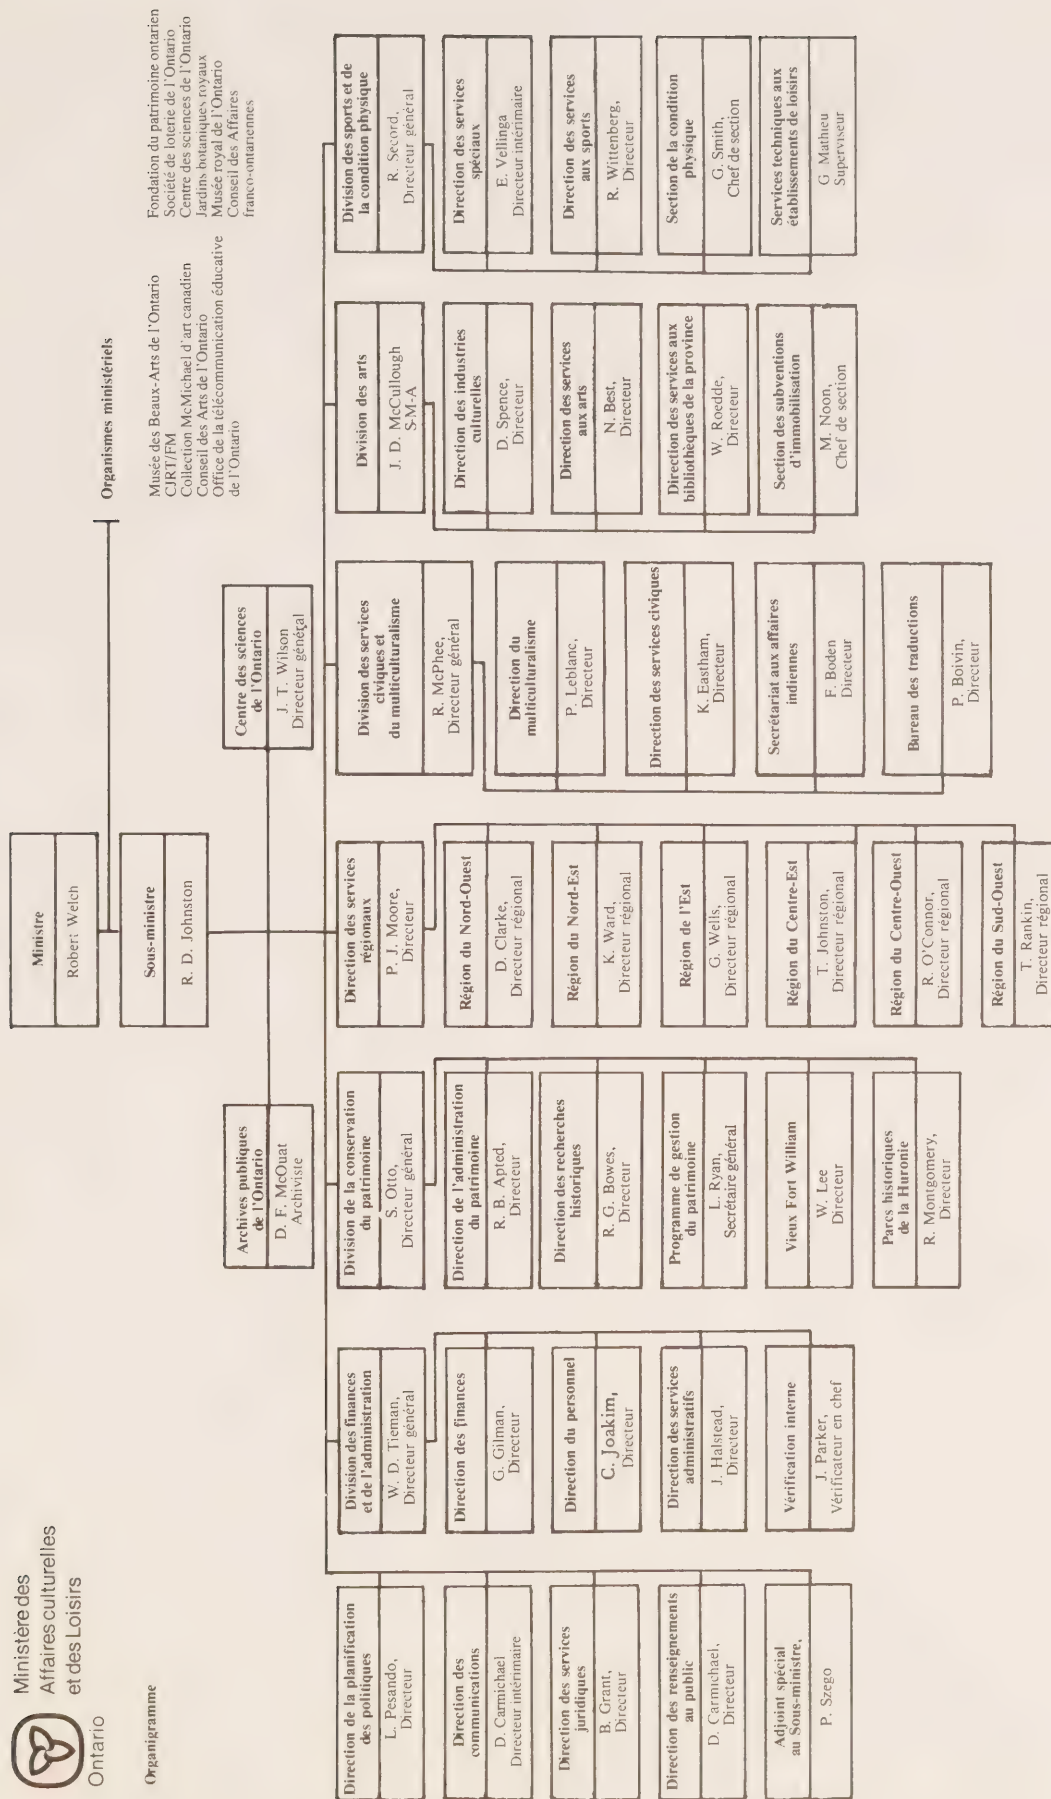 Ministère des
Affaires culturelles
et des Loisirs
Ontario
Organigramme
Ministre
Robert Welch
Sous-ministre
R. D. Johnston
Organismes ministériels
Musée des Beaux-Arts de l'Ontario
CJRT/FM
Collection McMichael d'art canadien
Conseil des Arts de l'Ontario
Office de la télécommunication éducative
de l'Ontario
Fondation du patrimoine ontarien
Société de loterie de l'Ontario
Centre des sciences de l'Ontario
Jardins botaniques royaux
Musée royal de l'Ontario
Conseil des Affaires
franco-ontariennes
Archives publiques
de l'Ontario
D. F. McOuat
Archiviste
Centre des sciences
de l'Ontario
J. T. Wilson
Directeur général
Direction de la planification
des politiques
L. Pesando,
Directeur
Direction des
communications
D. Carmichael
Directeur intérimaire
Direction des services
juridiques
B. Grant,
Directeur
Direction des renseignements
au public
D. Carmichael,
Directeur
Adjoint spécial
au Sous-ministre,
P. Szego
Division des finances
et de l'administration
W. D. Tieman,
Directeur général
Direction des finances
G. Gilman,
Directeur
Direction du personnel
C. Joakim,
Directeur
Direction des services
administratifs
J. Halstead,
Directeur
Vérification interne
J. Parker,
Vérificateur en chef
Division de la conservation
du patrimoine
S. Otto,
Directeur général
Direction de l'administration
du patrimoine
R. B. Apted,
Directeur
Direction des recherches
historiques
R. G. Bowes,
Directeur
Programme de gestion
du patrimoine
L. Ryan,
Secrétaire général
Vieux Fort William
W. Lee
Directeur
Parcs historiques
de la Huronie
R. Montgomery,
Directeur
Direction des services
régionaux
P. J. Moore,
Directeur
Région du Nord-Ouest
D. Clarke,
Directeur régional
Région du Nord-Est
K. Ward,
Directeur régional
Région de l'Est
G. Wells,
Directeur régional
Région du Centre-Est
T. Johnston,
Directeur régional
Région du Centre-Ouest
R. O'Connor,
Directeur régional
Région du Sud-Ouest
T. Rankin,
Directeur régional
Division des services
civiques et
du multiculturalisme
R. McPhee,
Directeur général
Direction du
multiculturalisme
P. Leblanc,
Directeur
Direction des services civiques
K. Eastham,
Directeur
Secrétariat aux affaires
indiennes
F. Boden
Directeur
Bureau des traductions
P. Boivin,
Directeur
Division des arts
J. D. McCullough
S-M-A
Direction des industries
culturelles
D. Spence,
Directeur
Direction des services
aux arts
N. Best,
Directeur
Direction des services aux
bibliothèques de la province
W. Roedde,
Directeur
Section des subventions
d'immobilisation
M. Noon,
Chef de section
Division des sports et de
la condition physique
R. Secord,
Directeur général
Direction des services
spéciaux
E. Vellinga
Directeur intérimaire
Direction des services
aux sports
R. Wittenberg,
Directeur
Section de la condition
physique
G. Smith,
Chef de section
Services techniques aux
établissements de loisirs
G Mathieu
Superviseur